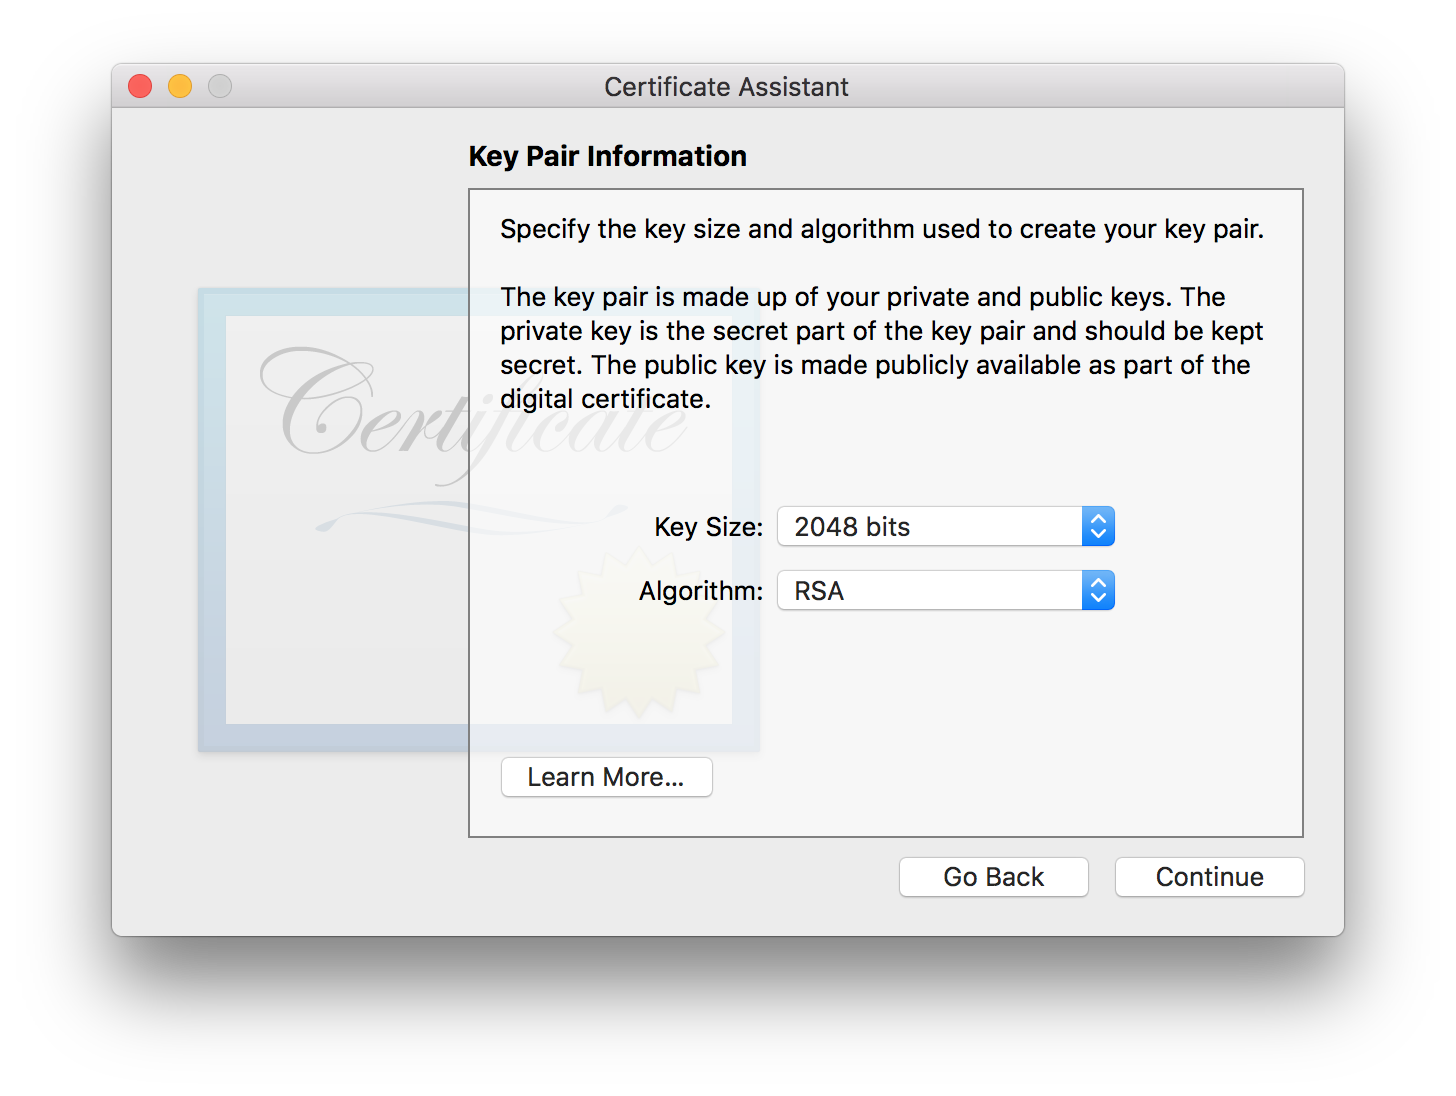 Certificate Assistant
Key Pair Information
Specify the key size and algorithm used to create your key pair.
The key pair is made up of your private and public keys. The
private key is the secret part of the key pair and should be kept
secret. The public key is made publicly available as part of the
digital certificate.
Certificate
Key Size: 2048 bits
Algorithm: RSA
Learn More...
Go Back Continue